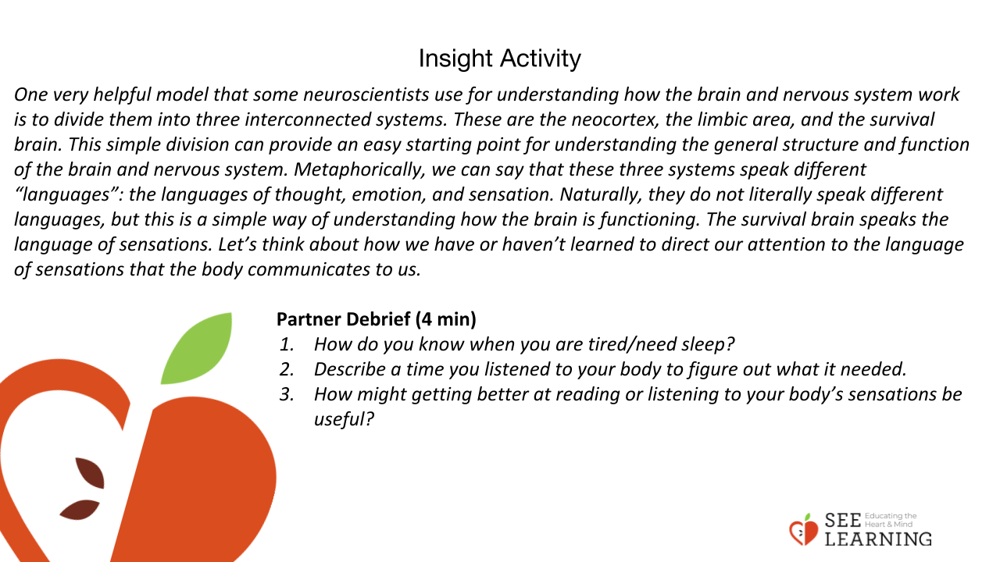 Insight Activity
One very helpful model that some neuroscientists use for understanding how the brain and nervous system work
is to divide them into three interconnected systems. These are the neocortex, the limbic area, and the survival
brain. This simple division can provide an easy starting point for understanding the general structure and function
of the brain and nervous system. Metaphorically, we can say that these three systems speak different
“languages”: the languages of thought, emotion, and sensation. Naturally, they do not literally speak different
languages, but this is a simple way of understanding how the brain is functioning. The survival brain speaks the
language of sensations. Let’s think about how we have or haven’t learned to direct our attention to the language
of sensations that the body communicates to us.
Partner Debrief (4 min)
1. How do you know when you are tired/need sleep?
2. Describe a time you listened to your body to figure out what it needed.
3. How might getting better at reading or listening to your body’s sensations be
useful?
SEE Educating the
Heart & Mind
LEARNING